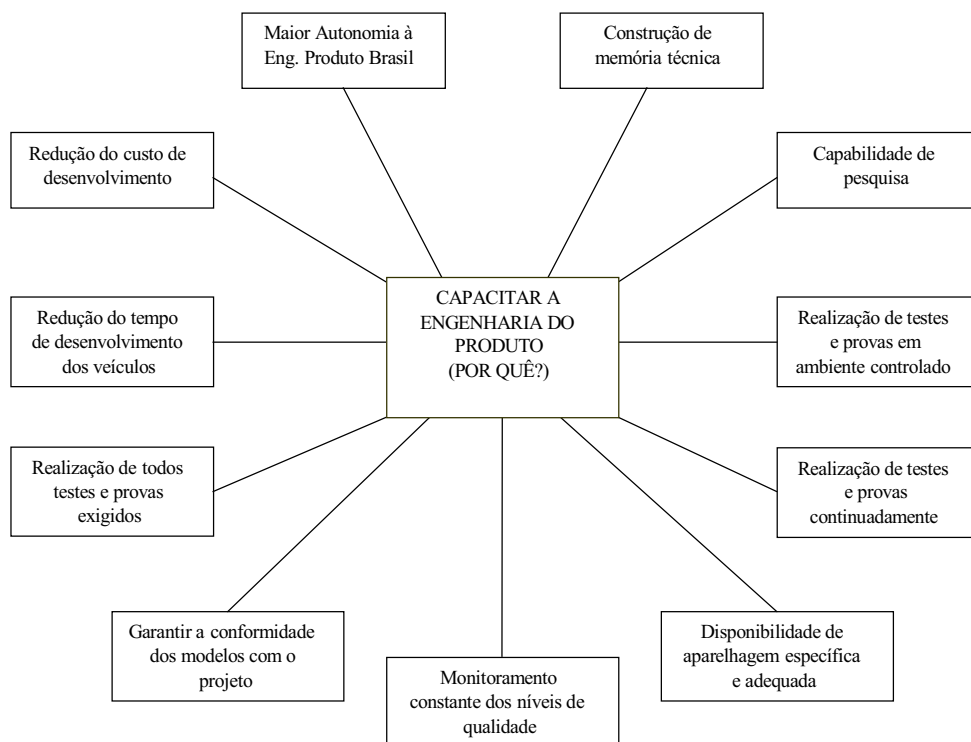 Maior Autonomia à
Eng. Produto Brasil
Construção de
memória técnica
Redução do custo de
desenvolvimento
Capabilidade de
pesquisa
CAPACITAR A
ENGENHARIA DO
PRODUTO
(POR QUÊ?)
Redução do tempo
de desenvolvimento
dos veículos
Realização de testes
e provas em
ambiente controlado
Realização de todos
testes e provas
exigidos
Realização de testes
e provas
continuadamente
Garantir a conformidade
dos modelos com o
projeto
Monitoramento
constante dos níveis de
qualidade
Disponibilidade de
aparelhagem específica
e adequada